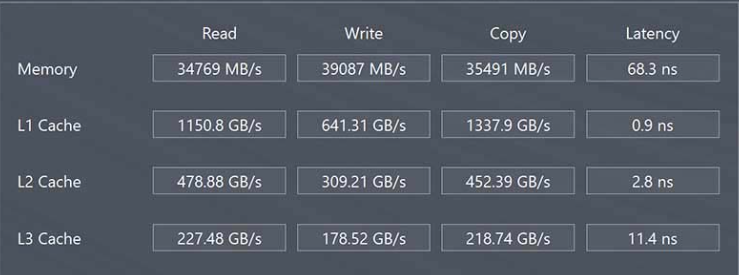 Read Write Copy Latency
Memory 34769 MB/s 39087 MB/s 35491 MB/s 68.3 ns
L1 Cache 1150.8 GB/s 641.31 GB/s 1337.9 GB/s 0.9 ns
L2 Cache 478.88 GB/s 309.21 GB/s 452.39 GB/s 2.8 ns
L3 Cache 227.48 GB/s 178.52 GB/s 218.74 GB/s 11.4 ns